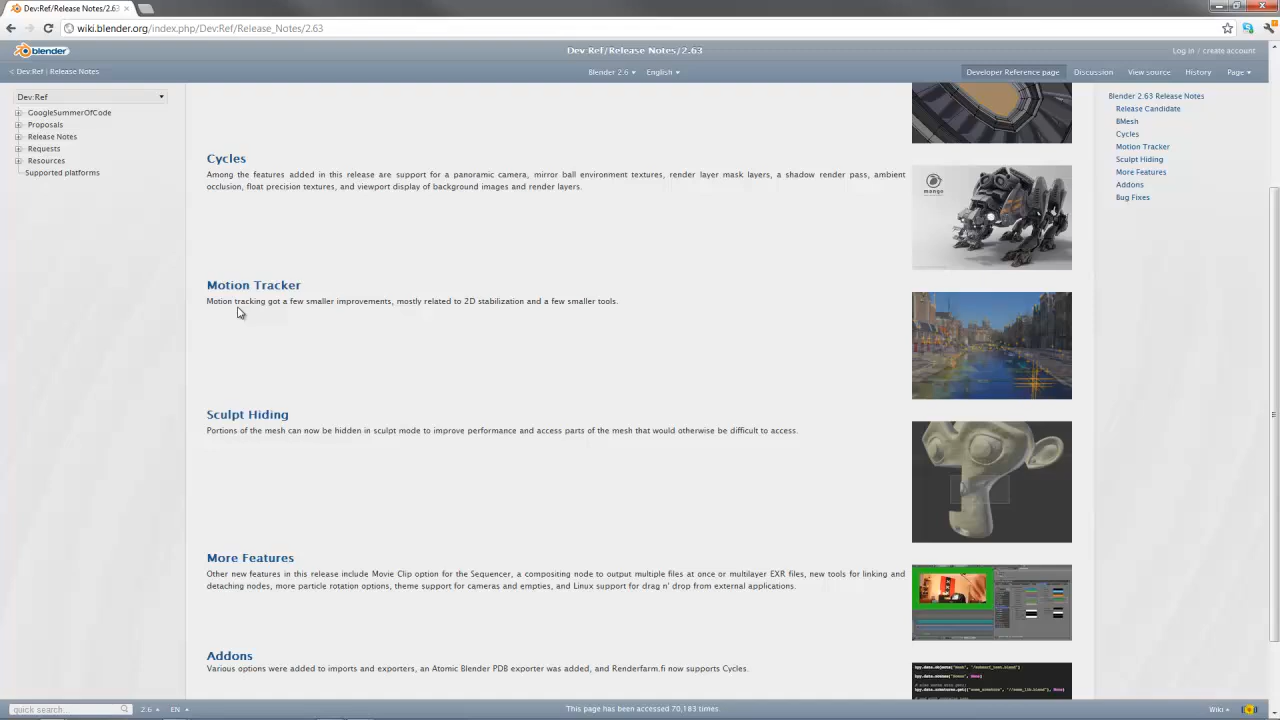 Dev:Ref/Release Notes/2.63
wiki.blender.org/index.php/Dev:Ref/Release_Notes/2.63
blender
Dev:Ref/Release Notes/2.63
Log in / create account
< Dev:Ref | Release Notes
Blender 2.6
English
Developer Reference page
Discussion
View source
History
Page
Dev:Ref
GoogleSummerOfCode
Proposals
Release Notes
Requests
Resources
Supported platforms
Cycles
Among the features added in this release are support for a panoramic camera, mirror ball environment textures, render layer mask layers, a shadow render pass, ambient
occlusion, float precision textures, and viewport display of background images and render layers.
mango
Motion Tracker
Motion tracking got a few smaller improvements, mostly related to 2D stabilization and a few smaller tools.
Sculpt Hiding
Portions of the mesh can now be hidden in sculpt mode to improve performance and access parts of the mesh that would otherwise be difficult to access.
More Features
Other new features in this release include Movie Clip option for the Sequencer, a compositing node to output multiple files at once or multilayer EXR files, new tools for linking and
detaching nodes, more particle rotation options, theme support for cameras and empties, and Linux support for drag n' drop from external applications.
Addons
Various options were added to imports and exporters, an Atomic Blender PDB exporter was added, and Renderfarm.fi now supports Cycles.
Blender 2.63 Release Notes
Release Candidate
BMesh
Cycles
Motion Tracker
Sculpt Hiding
More Features
Addons
Bug Fixes
quick search...
2.6
EN
This page has been accessed 70,183 times.
Wiki